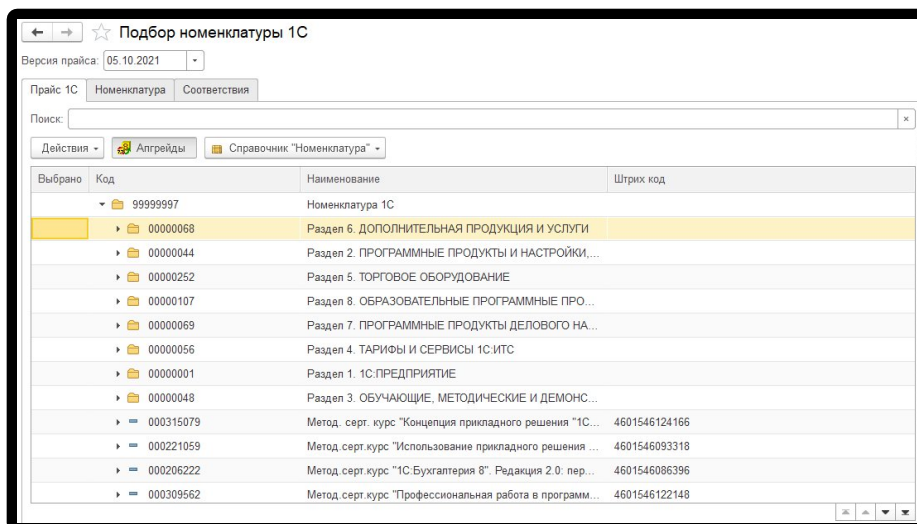 Подбор номенклатуры 1С
Версия прайса: 05.10.2021
Прайс 1С Номенклатура Соответствия
Поиск:
Действия Апгрейды Справочник "Номенклатура"
Выбрано Код Наименование Штрих код
99999997 Номенклатура 1С
00000068 Раздел 6. ДОПОЛНИТЕЛЬНАЯ ПРОДУКЦИЯ И УСЛУГИ
00000044 Раздел 2. ПРОГРАММНЫЕ ПРОДУКТЫ И НАСТРОЙКИ,...
00000252 Раздел 5. ТОРГОВОЕ ОБОРУДОВАНИЕ
00000107 Раздел 8. ОБРАЗОВАТЕЛЬНЫЕ ПРОГРАММНЫЕ ПРО...
00000069 Раздел 7. ПРОГРАММНЫЕ ПРОДУКТЫ ДЕЛОВОГО НА...
00000056 Раздел 4. ТАРИФЫ И СЕРВИСЫ 1С:ИТС
00000001 Раздел 1. 1С:ПРЕДПРИЯТИЕ
00000048 Раздел 3. ОБУЧАЮЩИЕ, МЕТОДИЧЕСКИЕ И ДЕМОНС...
000315079 Метод. серт. курс "Концепция прикладного решения "1С... 4601546124166
000221059 Метод.серт.курс "Использование прикладного решения ... 4601546093318
000206222 Метод.серт.курс "1С:Бухгалтерия 8". Редакция 2.0: пер... 4601546086396
000309562 Метод.серт.курс "Профессиональная работа в программ... 4601546122148